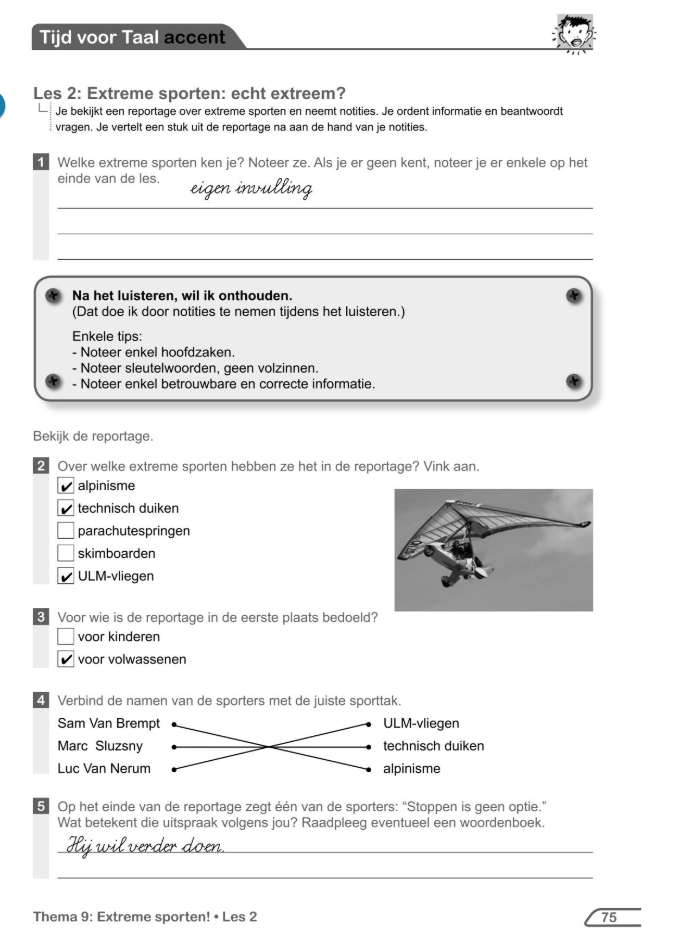 Tijd voor Taal accent
Les 2: Extreme sporten: echt extreem?
Je bekijkt een reportage over extreme sporten en neemt notities. Je ordent informatie en beantwoordt
vragen. Je vertelt een stuk uit de reportage na aan de hand van je notities.
1 Welke extreme sporten ken je? Noteer ze. Als je er geen kent, noteer je er enkele op het
einde van de les.
eigen invulling
Na het luisteren, wil ik onthouden.
(Dat doe ik door notities te nemen tijdens het luisteren.)
Enkele tips:
- Noteer enkel hoofdzaken.
- Noteer sleutelwoorden, geen volzinnen.
- Noteer enkel betrouwbare en correcte informatie.
Bekijk de reportage.
2 Over welke extreme sporten hebben ze het in de reportage? Vink aan.
✔ alpinisme
✔ technisch duiken
parachutespringen
skimboarden
✔ ULM-vliegen
3 Voor wie is de reportage in de eerste plaats bedoeld?
voor kinderen
✔ voor volwassenen
4 Verbind de namen van de sporters met de juiste sporttak.
Sam Van Brempt ULM-vliegen
Marc Sluzsny technisch duiken
Luc Van Nerum alpinisme
5 Op het einde van de reportage zegt één van de sporters: “Stoppen is geen optie.”
Wat betekent die uitspraak volgens jou? Raadpleeg eventueel een woordenboek.
Hij wil verder doen.
Thema 9: Extreme sporten! • Les 2 75